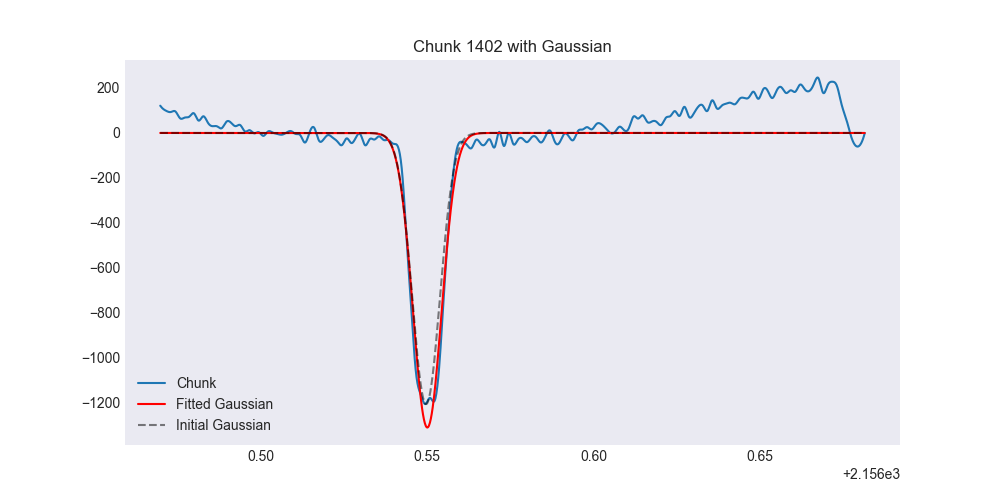 Chunk 1402 with Gaussian
200
0
−200
−400
−600
−800
−1000
−1200
Chunk
Fitted Gaussian
Initial Gaussian
0.50 0.55 0.60 0.65
+2.156e3